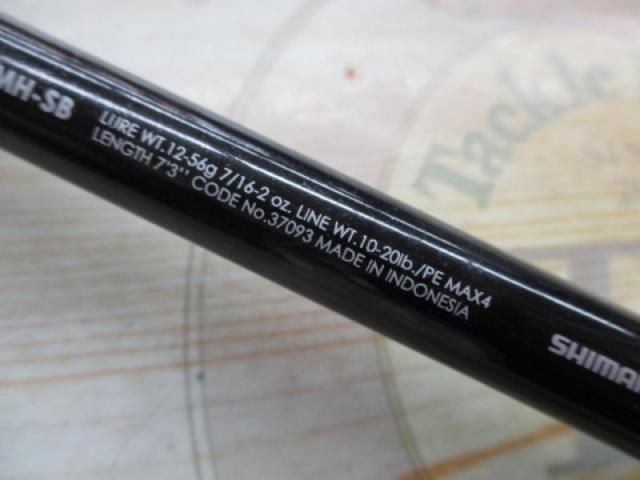 MH-SB
LURE WT.12-56g 7/16-2 oz. LINE WT.10-20lb./PE MAX4
LENGTH 7'3'' CODE No.37093 MADE IN INDONESIA
SHIMA
Tackle